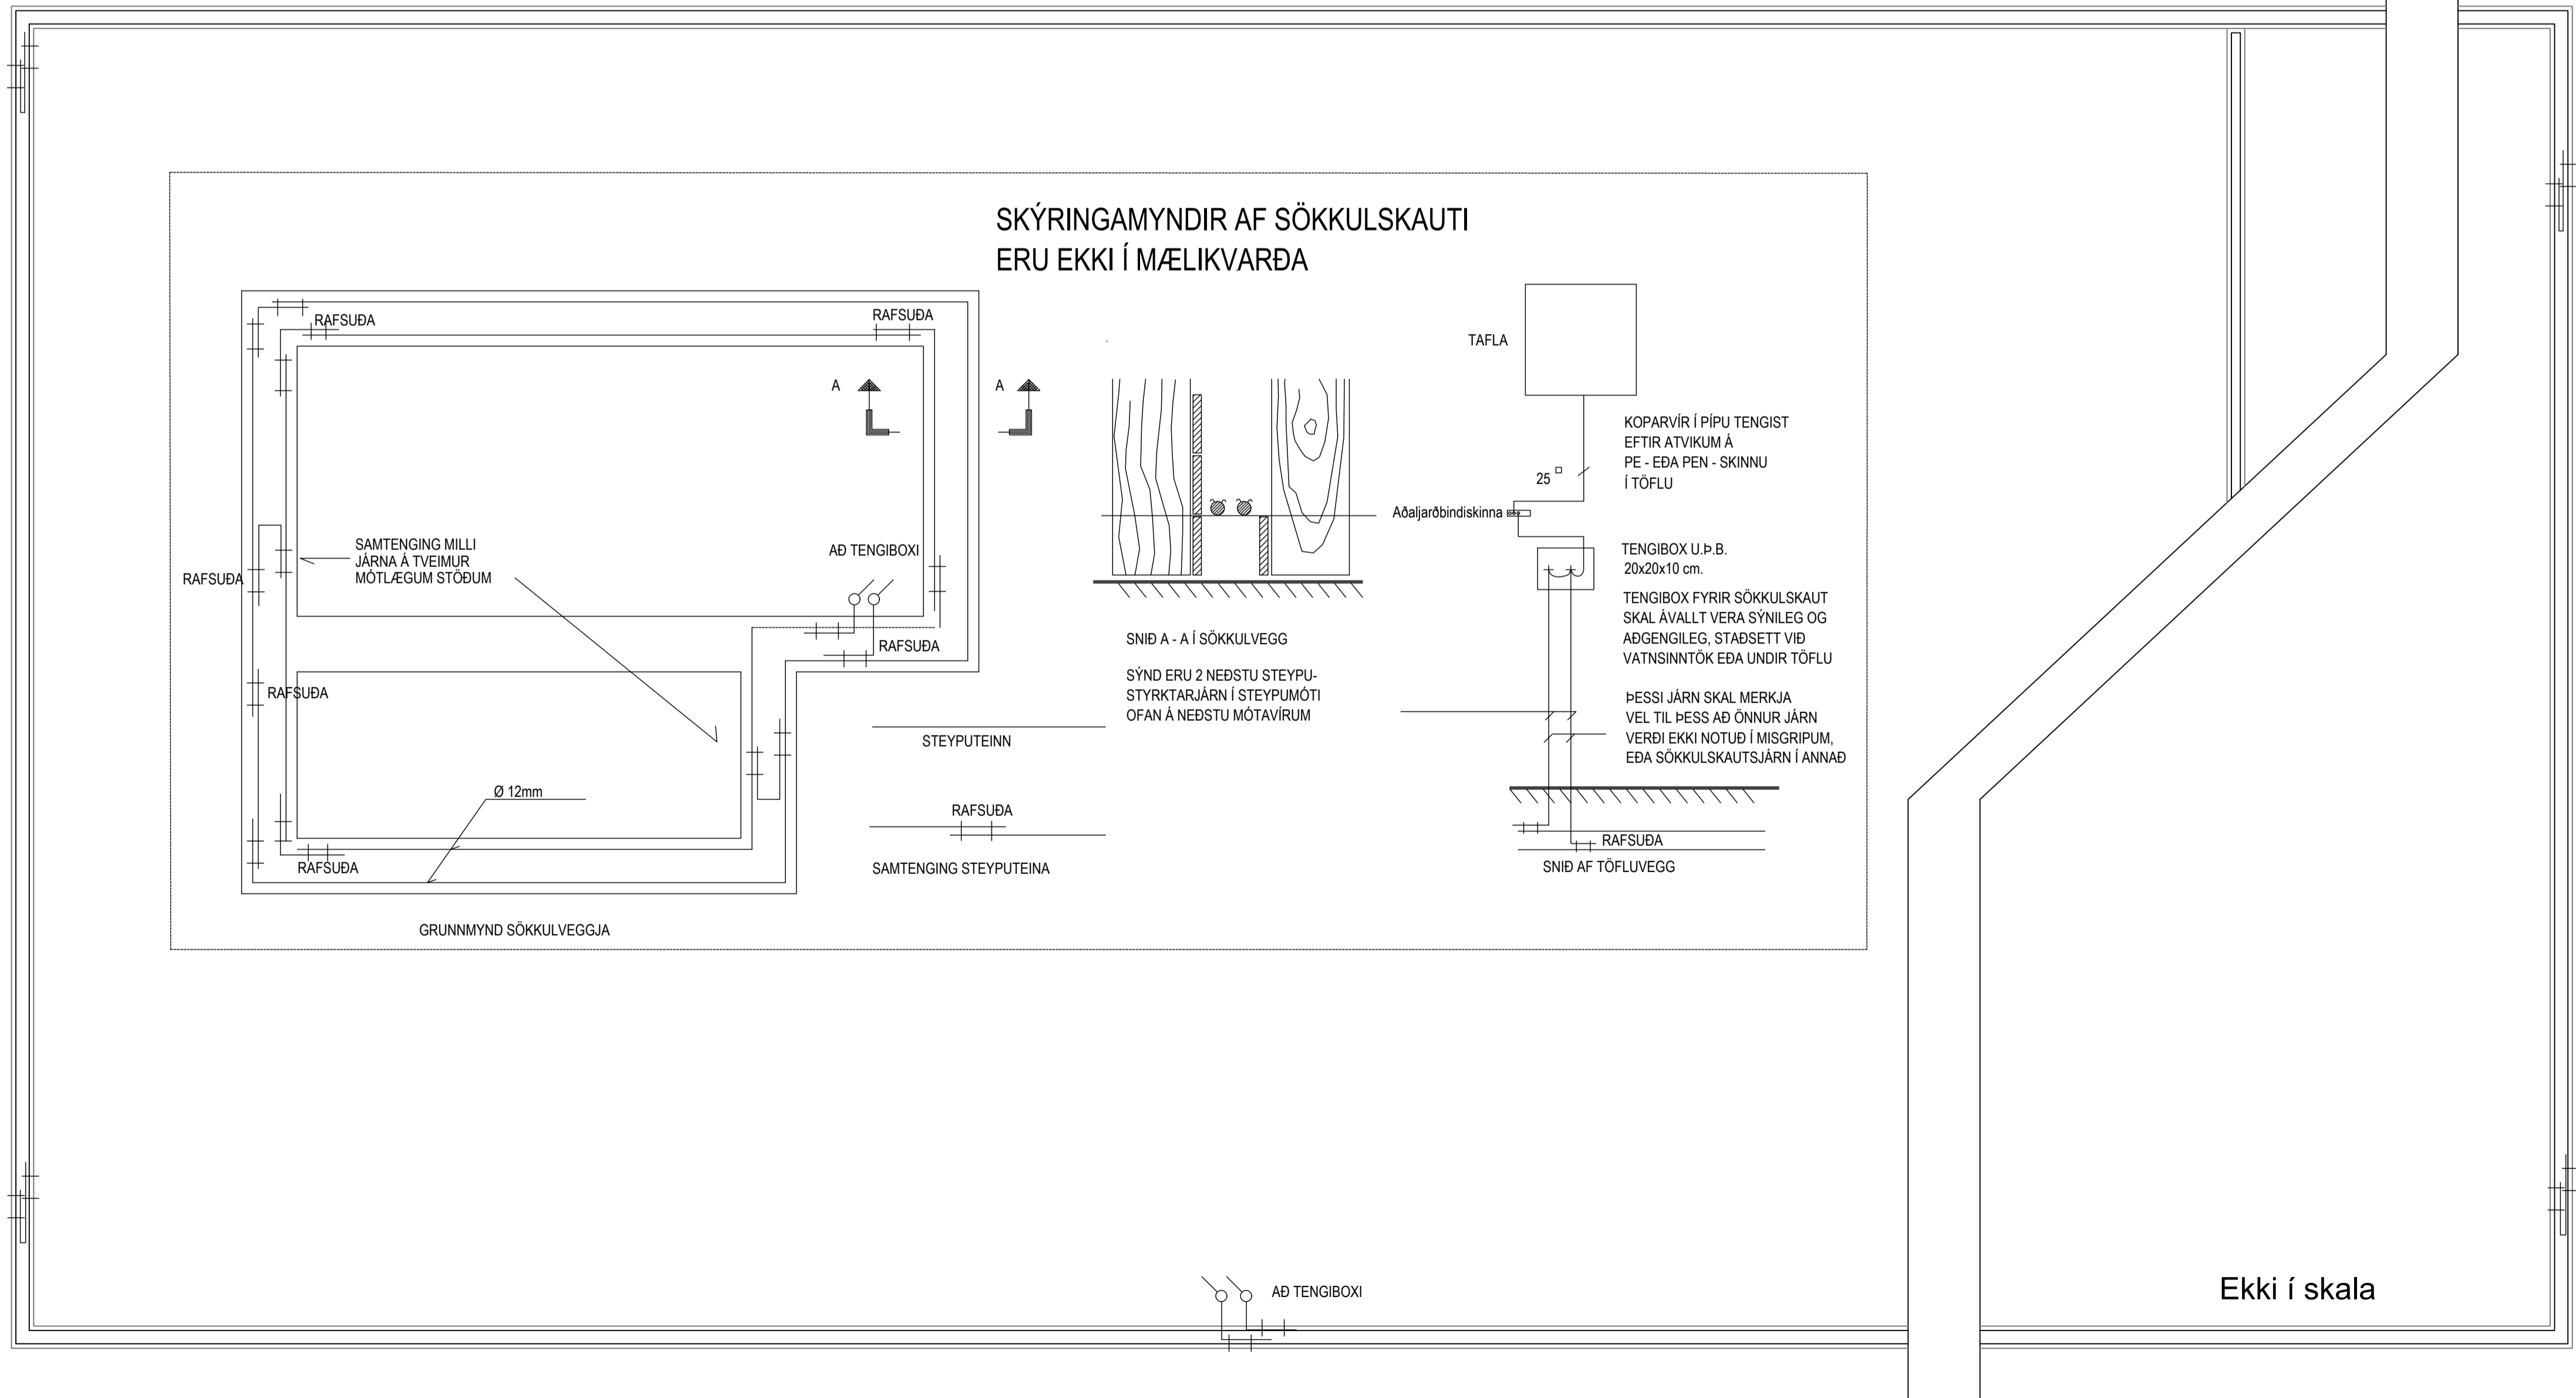 SKÝRINGAMYNDIR AF SÖKKULSKAUTI
ERU EKKI Í MÆLIKVARÐA
RAFSUÐA
RAFSUÐA
A
A
SAMTENGING MILLI
JÁRNA Á TVEIMUR
MÓTLÆGUM STÖÐUM
RAFSUÐA
AÐ TENGIBOXI
RAFSUÐA
RAFSUÐA
Ø 12mm
RAFSUÐA
GRUNNMYND SÖKKULVEGGJA
STEYPUTEINN
RAFSUÐA
SAMTENGING STEYPUTEINA
SNIÐ A - A Í SÖKKULVEGG
SÝND ERU 2 NEÐSTU STEYPU-
STYRKTARJÁRN Í STEYPUMÓTI
OFAN Á NEÐSTU MÓTAVÍRUM
TAFLA
KOPARVÍR Í PÍPU TENGIST
EFTIR ATVIKUM Á
PE - EÐA PEN - SKINNU
Í TÖFLU
25
Aðaljarðbindiskinna
TENGIBOX U.Þ.B.
20x20x10 cm.
TENGIBOX FYRIR SÖKKULSKAUT
SKAL ÁVALLT VERA SÝNILEG OG
AÐGENGILEG, STAÐSETT VIÐ
VATNSINNTÖK EÐA UNDIR TÖFLU
ÞESSI JÁRN SKAL MERKJA
VEL TIL ÞESS AÐ ÖNNUR JÁRN
VERÐI EKKI NOTUÐ Í MISGRIPUM,
EÐA SÖKKULSKAUTSJÁRN Í ANNAÐ
RAFSUÐA
SNIÐ AF TÖFLUVEGG
AÐ TENGIBOXI
Ekki í skala